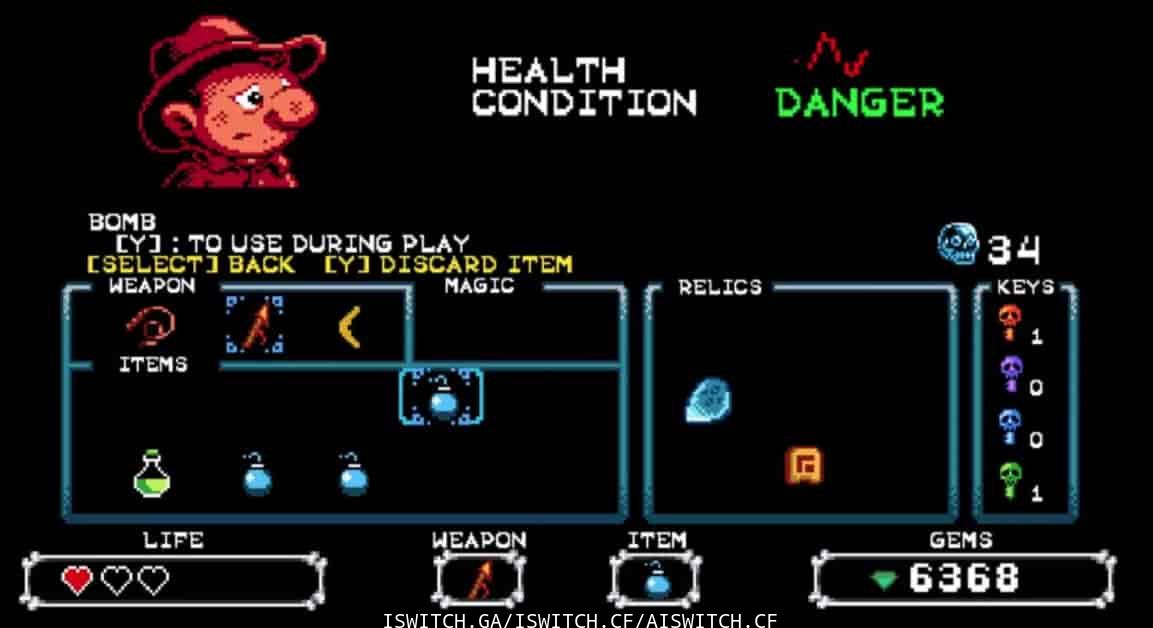 HEALTH
CONDITION
DANGER
BOMB
[Y] : TO USE DURING PLAY
[SELECT] BACK [Y] DISCARD ITEM
34
WEAPON
MAGIC
RELICS
KEYS
1
ITEMS
0
0
1
LIFE
WEAPON
ITEM
GEMS
6368
ISWITCH.GA/ISWITCH.CF/AISWITCH.CF